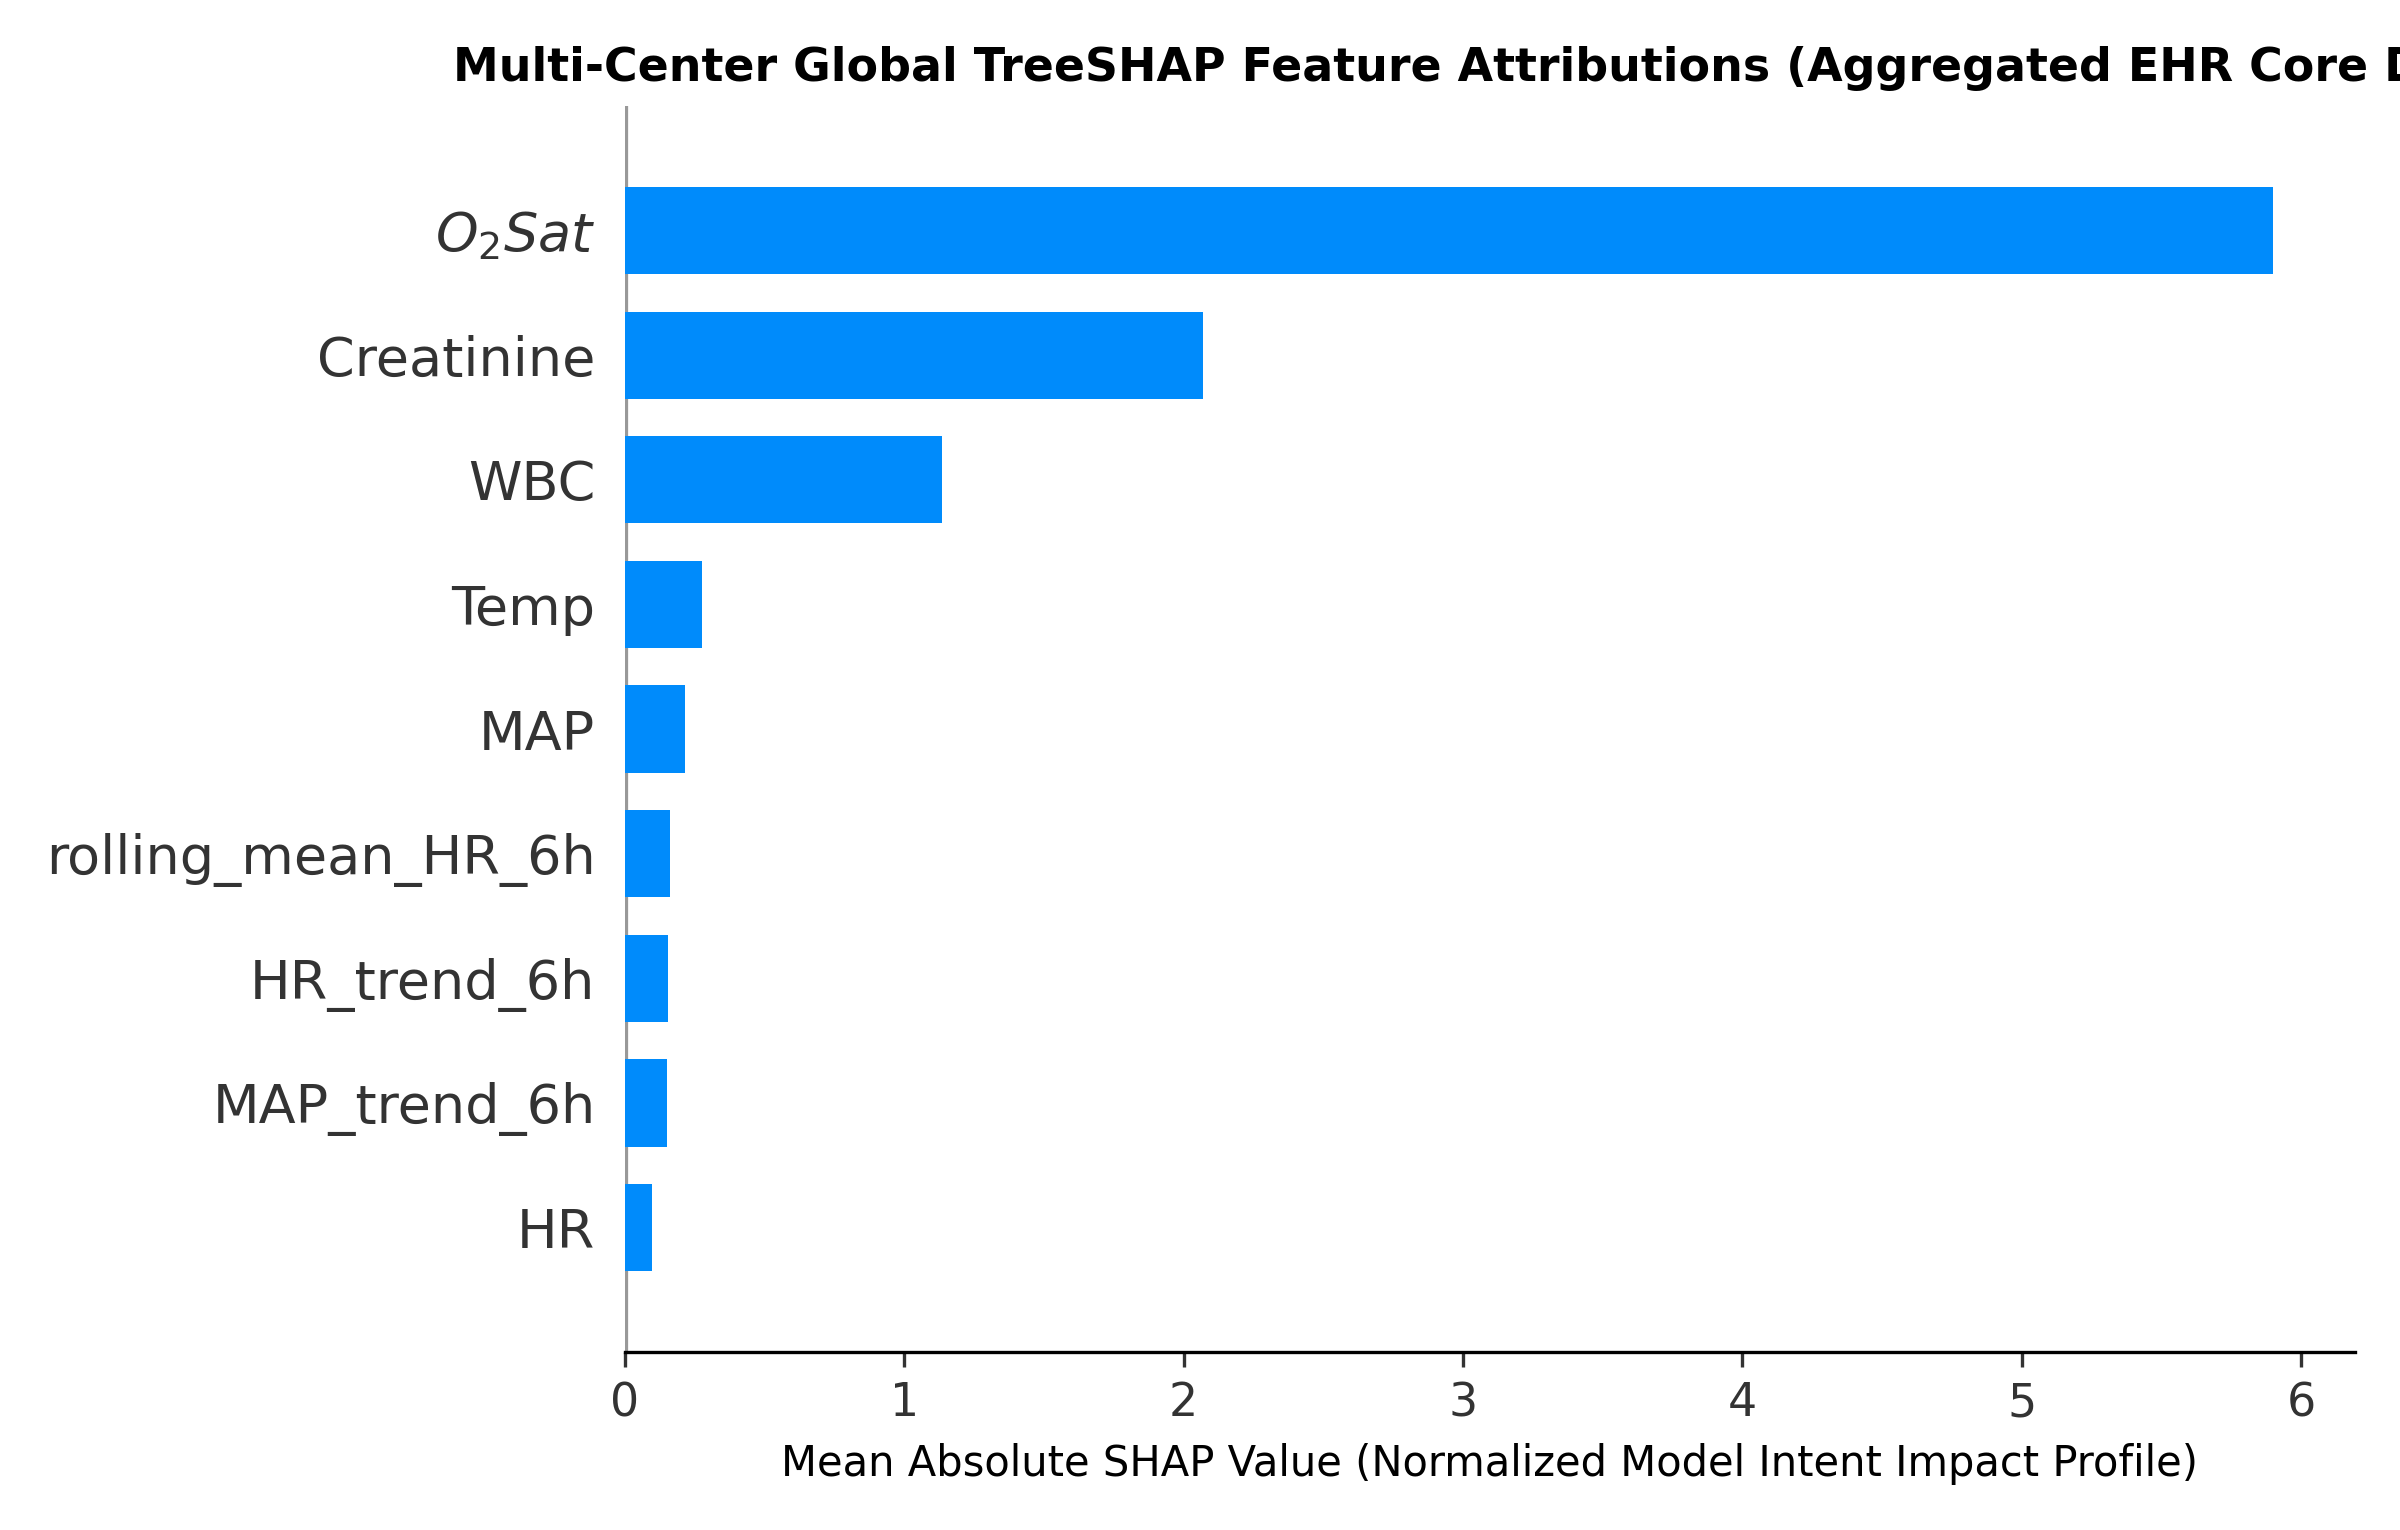 Multi-Center Global TreeSHAP Feature Attributions (Aggregated EHR Core
O₂Sat
Creatinine
WBC
Temp
MAP
rolling_mean_HR_6h
HR_trend_6h
MAP_trend_6h
HR
0 1 2 3 4 5 6
Mean Absolute SHAP Value (Normalized Model Intent Impact Profile)